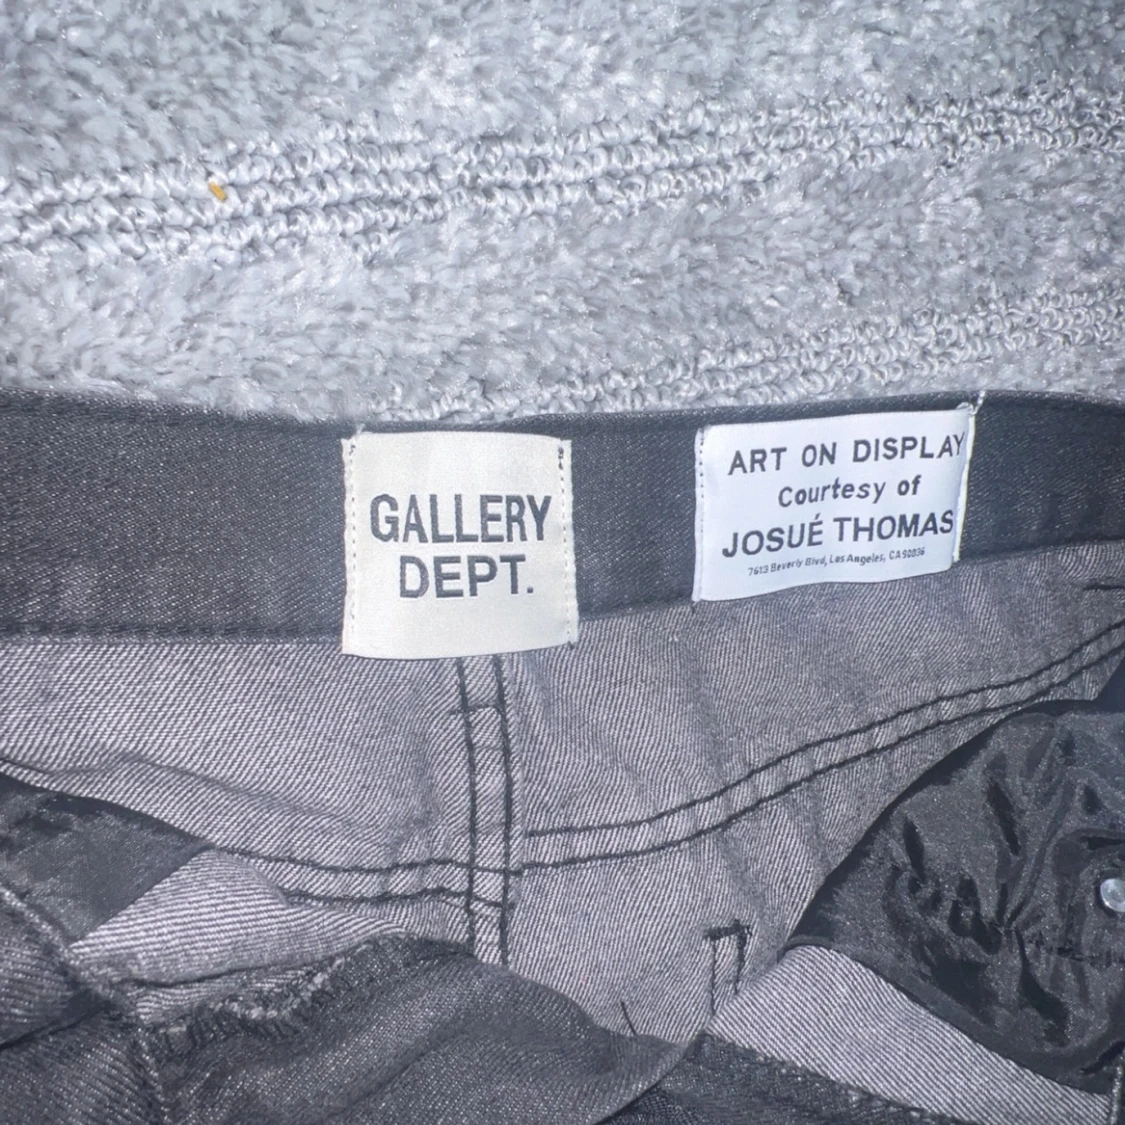 GALLERY
DEPT.
ART ON DISPLAY
Courtesy of
JOSUÉ THOMAS
7613 Beverly Blvd, Los Angeles, CA 90036